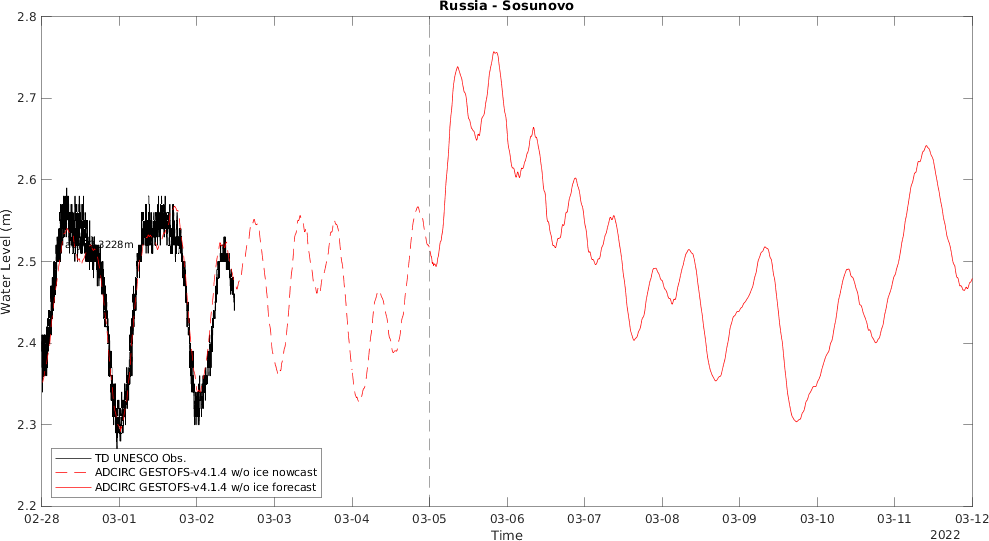 Russia - Sosunovo
2.8
2.7
2.6
2.5
2.4
2.3
2.2
Water Level (m)
3228m
TD UNESCO Obs.
ADCIRC GESTOFS-v4.1.4 w/o ice nowcast
ADCIRC GESTOFS-v4.1.4 w/o ice forecast
02-28 03-01 03-02 03-03 03-04 03-05 03-06 03-07 03-08 03-09 03-10 03-11 03-12
Time
2022